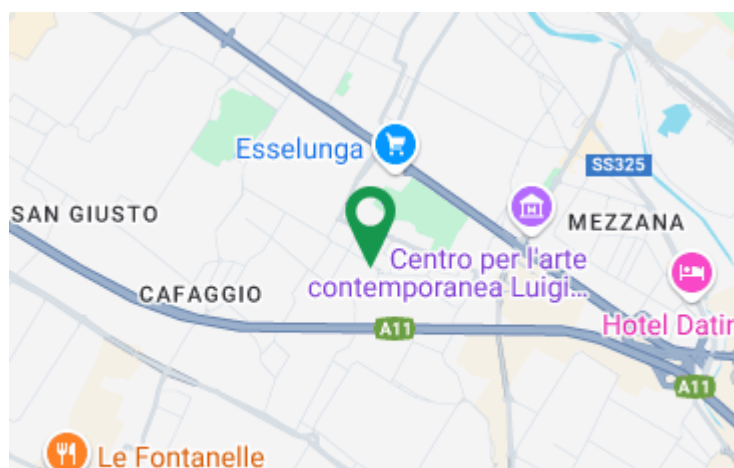 Esselunga
SS325
SAN GIUSTO
MEZZANA
Centro per l'arte
contemporanea Luigi...
CAFAGGIO
Hotel Datin
A11
A11
Le Fontanelle